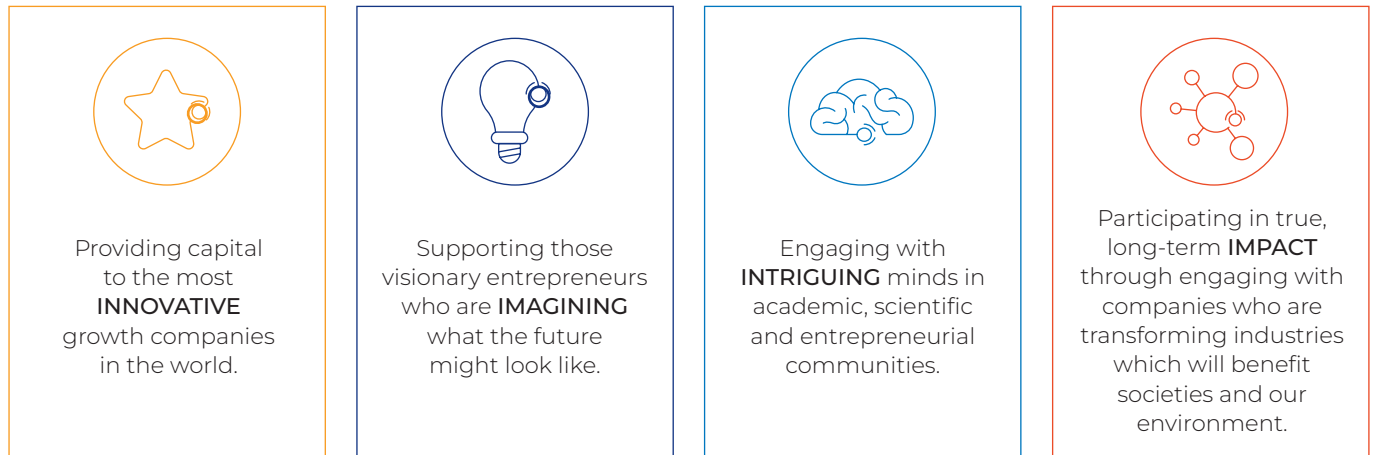 Providing capital
to the most
INNOVATIVE
growth companies
in the world.
Supporting those
visionary entrepreneurs
who are IMAGINING
what the future
might look like.
Engaging with
INTRIGUING minds in
academic, scientific
and entrepreneurial
communities.
Participating in true,
long-term IMPACT
through engaging with
companies who are
transforming industries
which will benefit
societies and our
environment.